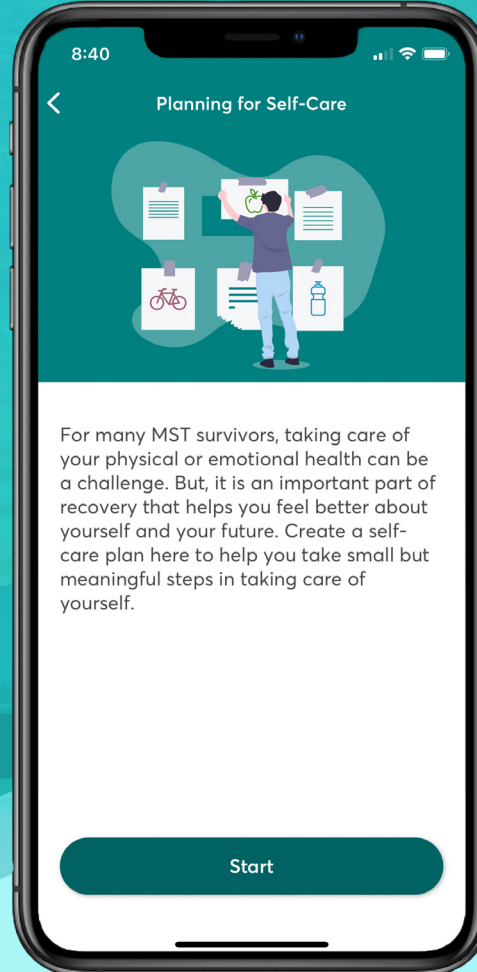 8:40
Planning for Self-Care
For many MST survivors, taking care of
your physical or emotional health can be
a challenge. But, it is an important part of
recovery that helps you feel better about
yourself and your future. Create a self-
care plan here to help you take small but
meaningful steps in taking care of
yourself.
Start